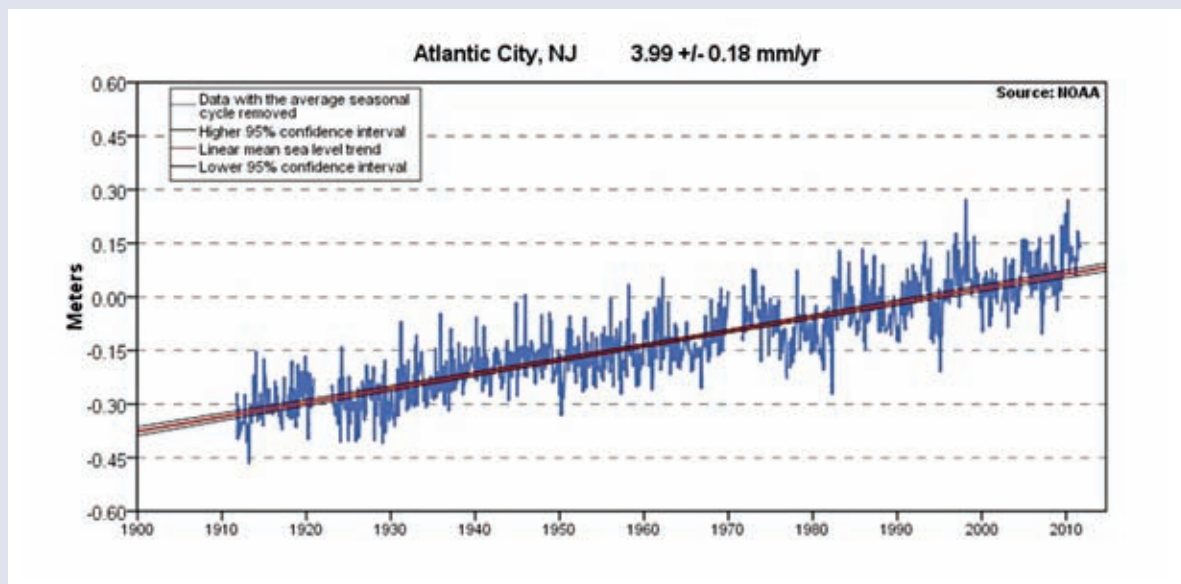 Atlantic City, NJ 3.99 +/- 0.18 mm/yr
Source: NOAA
Data with the average seasonal
cycle removed
Higher 95% confidence interval
Linear mean sea level trend
Lower 95% confidence interval
Meters
0.60
0.45
0.30
0.15
0.00
-0.15
-0.30
-0.45
-0.60
1900 1910 1920 1930 1940 1950 1960 1970 1980 1990 2000 2010